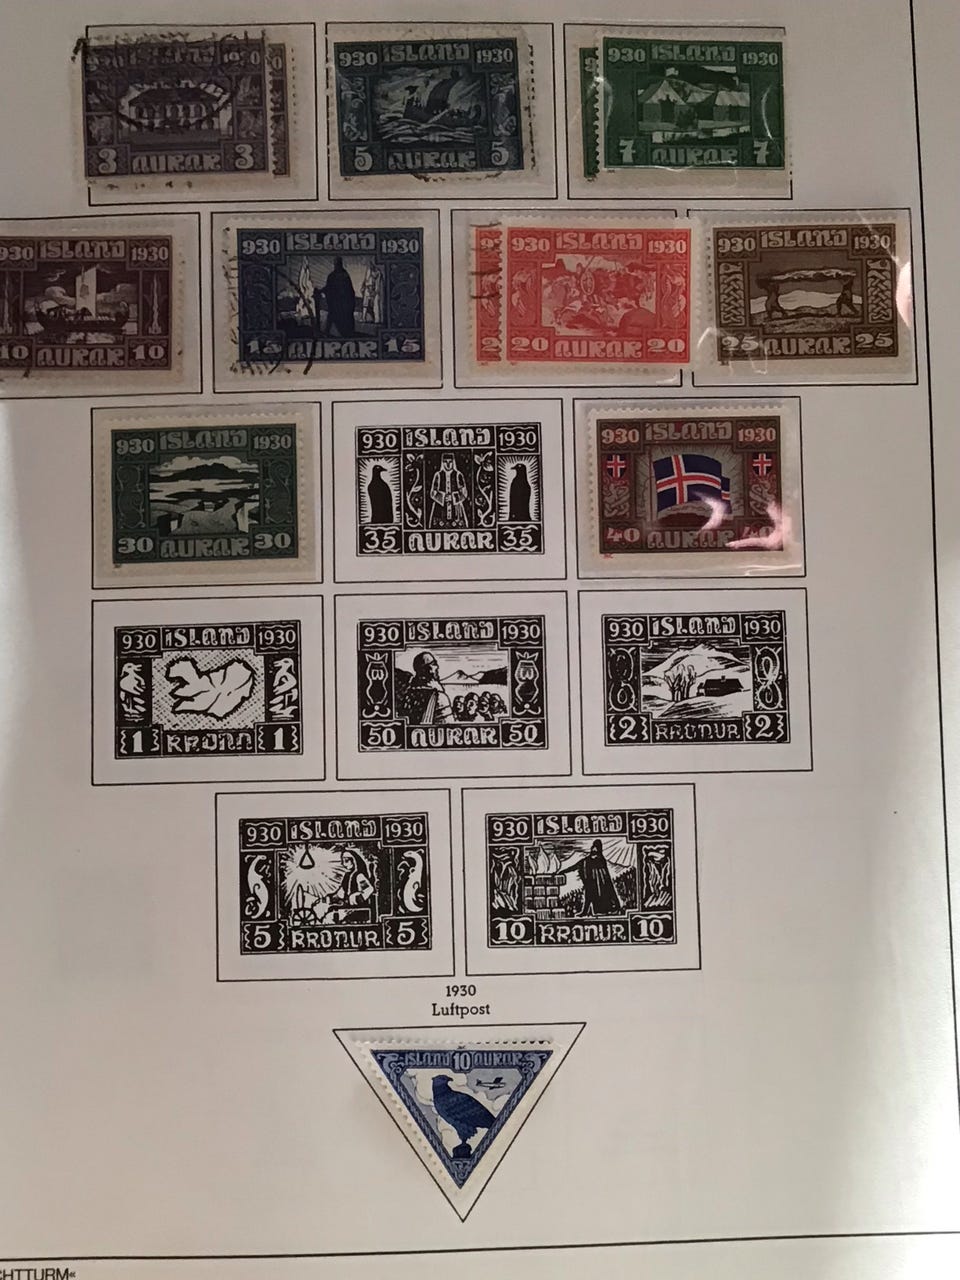 930 ISLAND 1930
3 AURAR 3
930 ISLAND 1930
5 AURAR 5
930 ISLAND 1930
7 AURAR 7
930 ISLAND 1930
10 AURAR 10
930 ISLAND 1930
15 AURAR 15
930 ISLAND 1930
20 AURAR 20
930 ISLAND 1930
25 AURAR 25
930 ISLAND 1930
30 AURAR 30
930 ISLAND 1930
35 AURAR 35
930 ISLAND 1930
40 AURAR 40
930 ISLAND 1930
1 KRONA 1
930 ISLAND 1930
50 AURAR 50
930 ISLAND 1930
2 KRONUR 2
930 ISLAND 1930
5 KRONUR 5
930 ISLAND 1930
10 KRONUR 10
1930
Luftpost
ISLAND 10 AURAR
CHTTURM«